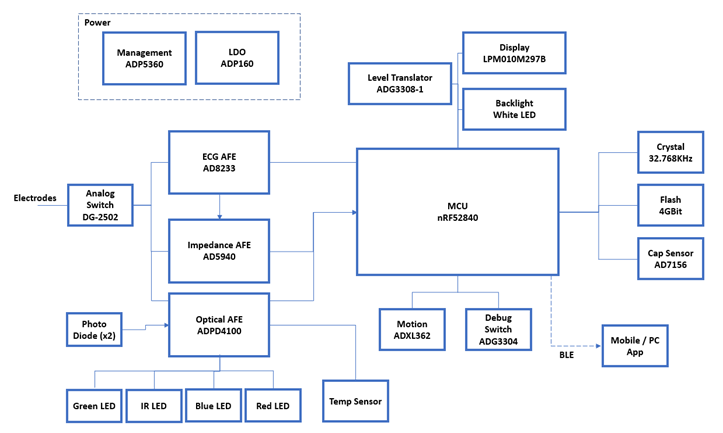 Power
Management
ADP5360
LDO
ADP160
Level Translator
ADG3308-1
Display
LPM010M297B
Backlight
White LED
Electrodes
Analog
Switch
DG-2502
ECG AFE
AD8233
Impedance AFE
AD5940
Optical AFE
ADPD4100
Photo
Diode (x2)
MCU
nRF52840
Crystal
32.768KHz
Flash
4GBit
Cap Sensor
AD7156
Motion
ADXL362
Debug
Switch
ADG3304
BLE
Mobile / PC
App
Green LED
IR LED
Blue LED
Red LED
Temp Sensor